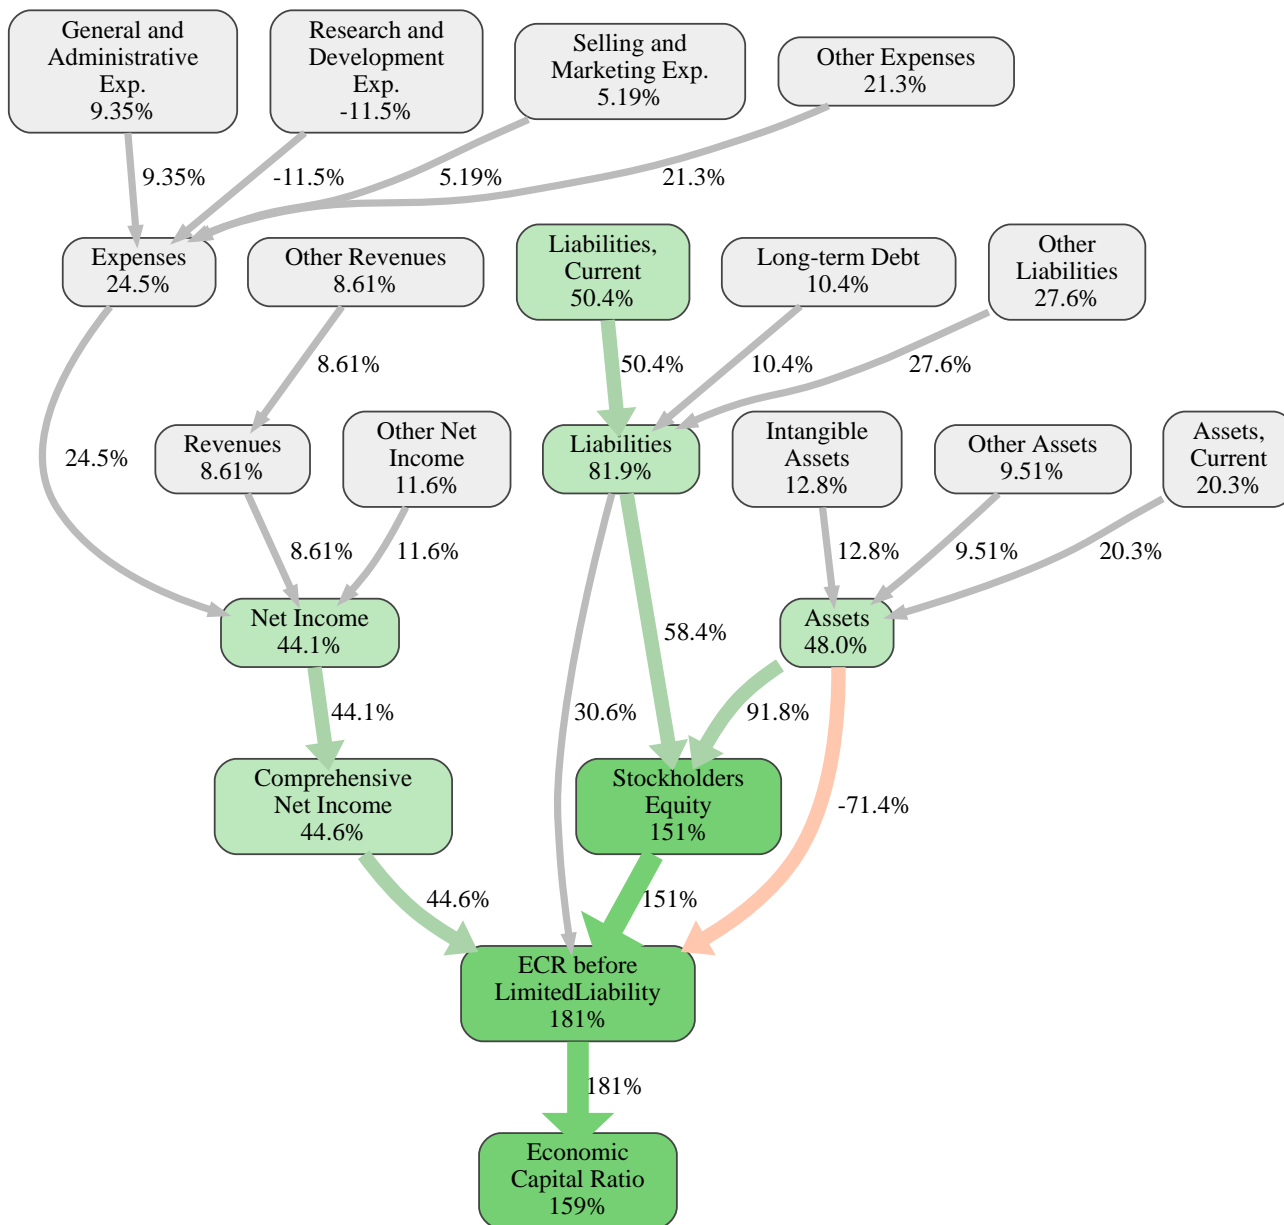 General and
Administrative
Exp.
9.35%
Research and
Development
Exp.
-11.5%
Selling and
Marketing Exp.
5.19%
Other Expenses
21.3%
9.35%
-11.5%
5.19%
21.3%
Expenses
24.5%
Other Revenues
8.61%
Liabilities,
Current
50.4%
Long-term Debt
10.4%
Other
Liabilities
27.6%
8.61%
50.4%
10.4%
27.6%
24.5%
Revenues
8.61%
Other Net
Income
11.6%
Liabilities
81.9%
Intangible
Assets
12.8%
Other Assets
9.51%
Assets,
Current
20.3%
8.61%
11.6%
12.8%
9.51%
20.3%
Net Income
44.1%
58.4%
Assets
48.0%
44.1%
30.6%
91.8%
Comprehensive
Net Income
44.6%
Stockholders
Equity
151%
-71.4%
44.6%
151%
ECR before
LimitedLiability
181%
181%
Economic
Capital Ratio
159%